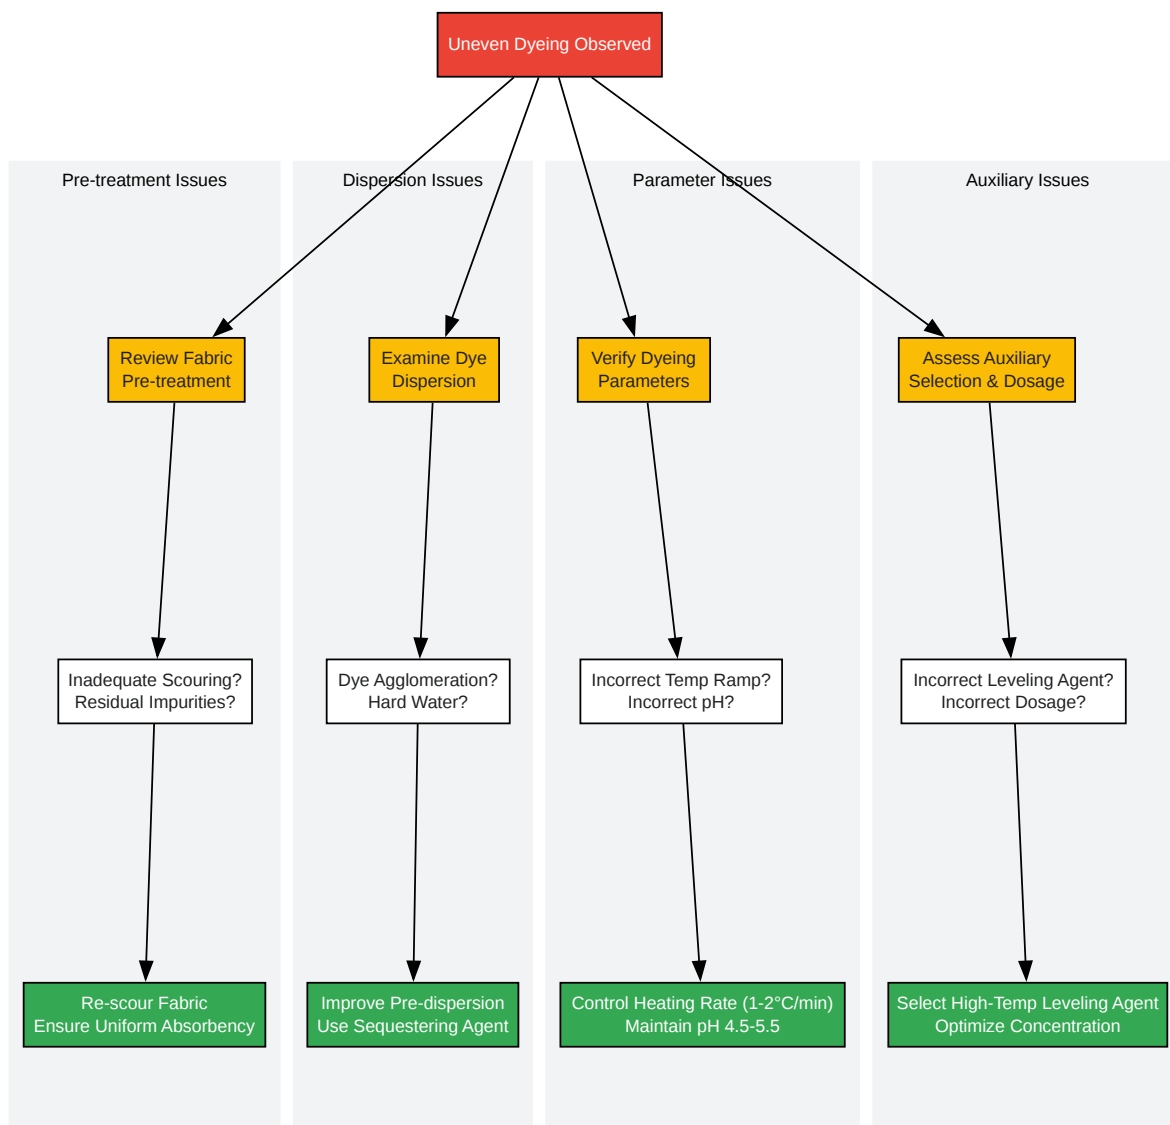 Uneven Dyeing Observed
Pre-treatment Issues
Dispersion Issues
Parameter Issues
Auxiliary Issues
Review Fabric
Pre-treatment
Examine Dye
Dispersion
Verify Dyeing
Parameters
Assess Auxiliary
Selection & Dosage
Inadequate Scouring?
Residual Impurities?
Dye Agglomeration?
Hard Water?
Incorrect Temp Ramp?
Incorrect pH?
Incorrect Leveling Agent?
Incorrect Dosage?
Re-scour Fabric
Ensure Uniform Absorbency
Improve Pre-dispersion
Use Sequestering Agent
Control Heating Rate (1-2°C/min)
Maintain pH 4.5-5.5
Select High-Temp Leveling Agent
Optimize Concentration